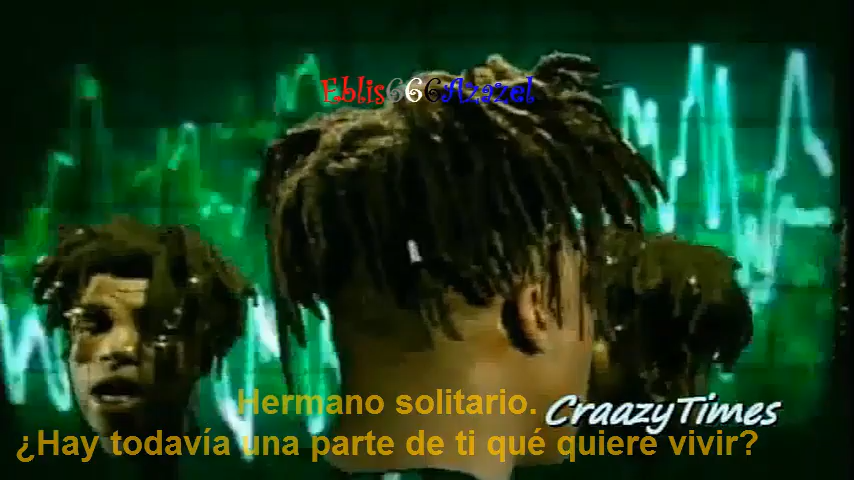 Eblis666Azazel
Hermano solitario.
CraazyTimes
¿Hay todavía una parte de ti qué quiere vivir?